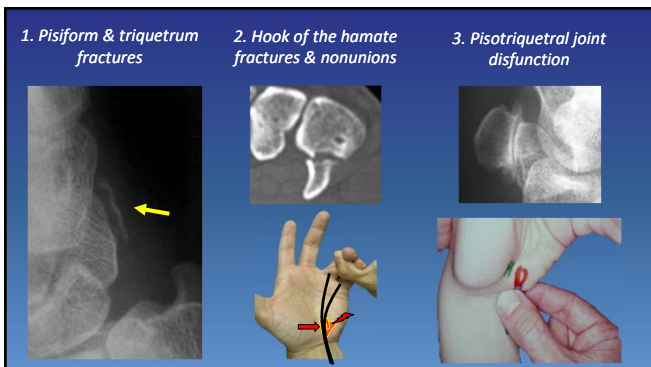 1. Pisiform & triquetrum
fractures
2. Hook of the hamate
fractures & nonunions
3. Pisotriquetral joint
disfunction